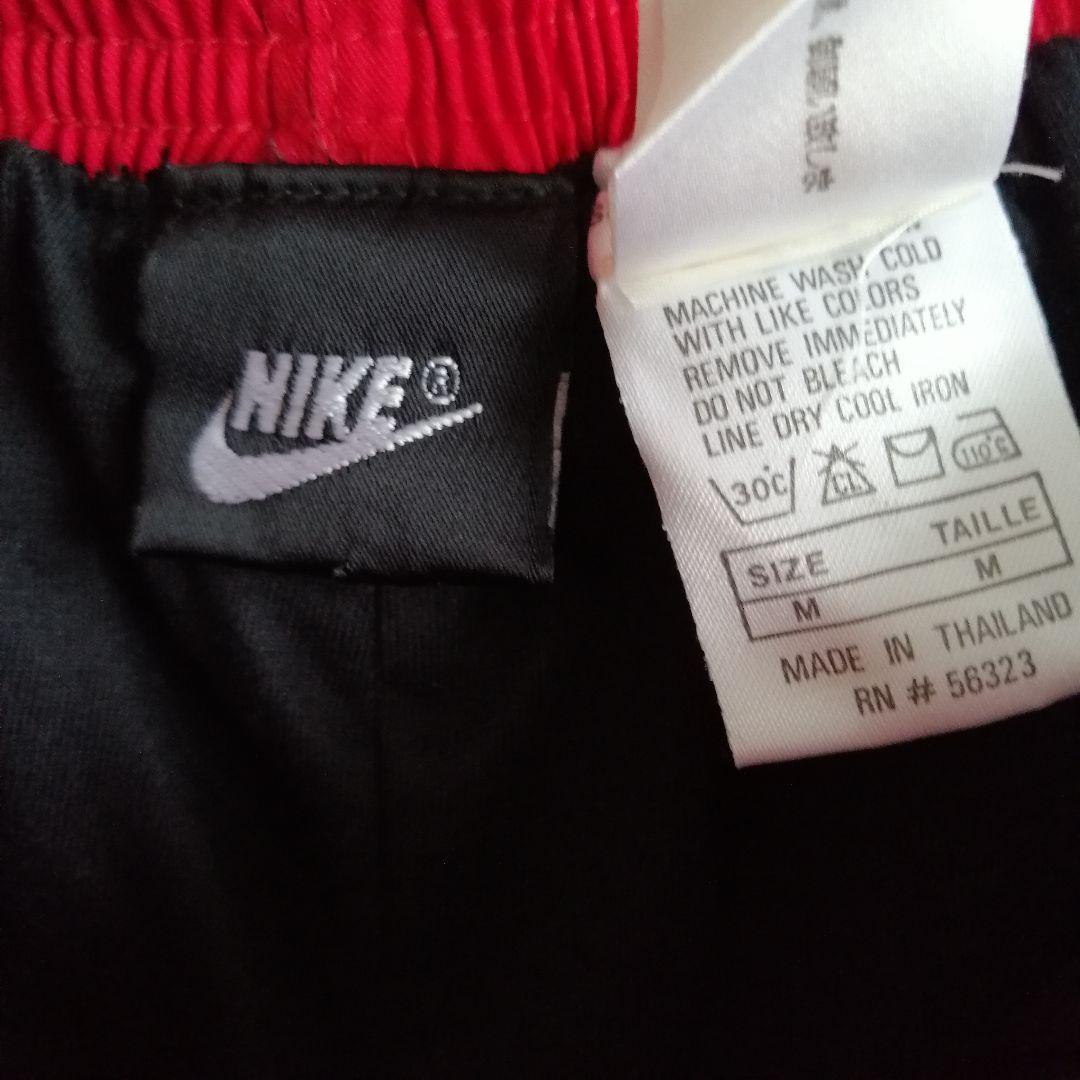 NIKE®
MACHINE WASH COLD
WITH LIKE COLORS
REMOVE IMMEDIATELY
DO NOT BLEACH
LINE DRY COOL IRON
30°C CL 110°C
SIZE TAILLE
M M
MADE IN THAILAND
RN # 56323